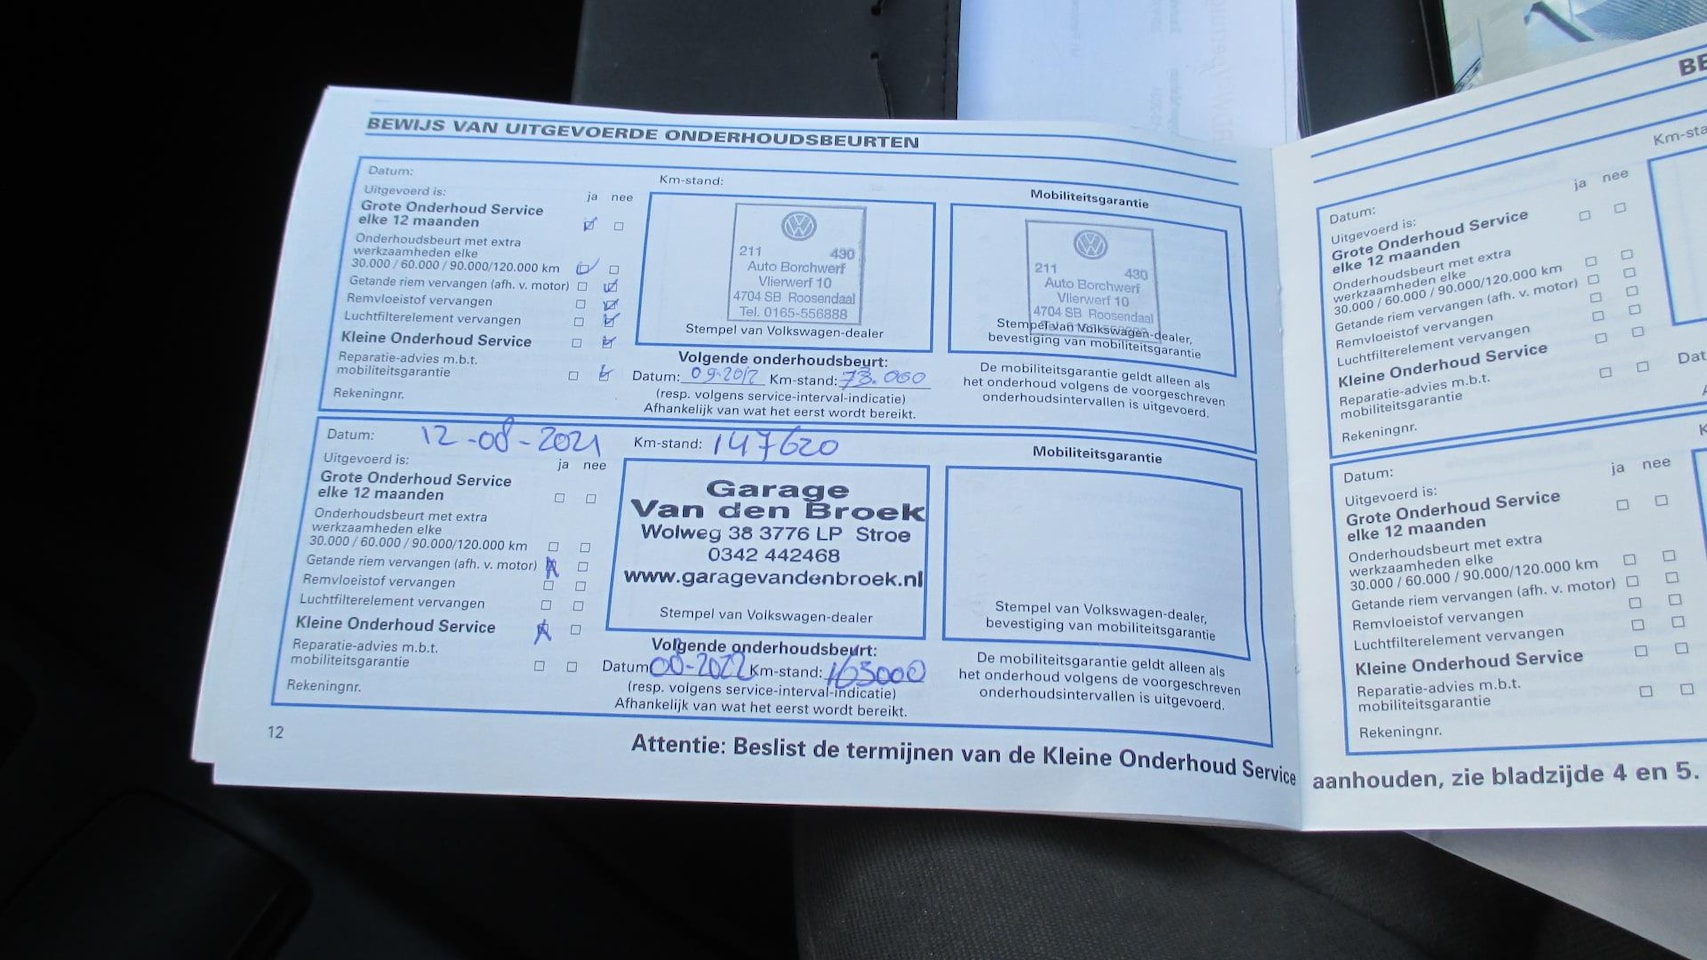 BEWIJS VAN UITGEVOERDE ONDERHOUDSBEURTEN
Datum:
Km-stand:
Mobiliteitsgarantie
Uitgevoerd is:
ja nee
Grote Onderhoud Service
elke 12 maanden
Onderhoudsbeurt met extra
werkzaamheden elke
30.000 / 60.000 / 90.000/120.000 km
Getande riem vervangen (afh. v. motor)
Remvloeistof vervangen
Luchtfilterelement vervangen
Kleine Onderhoud Service
Reparatie-advies m.b.t.
mobiliteitsgarantie
Rekeningnr.
211 430
Auto Borchwerf
Vlierwerf 10
4704 SB Roosendaal
Tel. 0165-556888
Stempel van Volkswagen-dealer
Volgende onderhoudsbeurt:
Datum: 09-2012 Km-stand: 73.000
(resp. volgens service-interval-indicatie)
Afhankelijk van wat het eerst wordt bereikt.
211 430
Auto Borchwerf
Vlierwerf 10
4704 SB Roosendaal
Stempel van Volkswagen-dealer,
bevestiging van mobiliteitsgarantie
De mobiliteitsgarantie geldt alleen als
het onderhoud volgens de voorgeschreven
onderhoudsintervallen is uitgevoerd.
Datum: 12-08-2021
Km-stand: 147620
Mobiliteitsgarantie
Uitgevoerd is:
ja nee
Grote Onderhoud Service
elke 12 maanden
Onderhoudsbeurt met extra
werkzaamheden elke
30.000 / 60.000 / 90.000/120.000 km
Getande riem vervangen (afh. v. motor)
Remvloeistof vervangen
Luchtfilterelement vervangen
Kleine Onderhoud Service
Reparatie-advies m.b.t.
mobiliteitsgarantie
Rekeningnr.
Garage
Van den Broek
Wolweg 38 3776 LP Stroe
0342 442468
www.garagevandenbroek.nl
Stempel van Volkswagen-dealer
Volgende onderhoudsbeurt:
Datum 08-2022 Km-stand: 163000
(resp. volgens service-interval-indicatie)
Afhankelijk van wat het eerst wordt bereikt.
Stempel van Volkswagen-dealer,
bevestiging van mobiliteitsgarantie
De mobiliteitsgarantie geldt alleen als
het onderhoud volgens de voorgeschreven
onderhoudsintervallen is uitgevoerd.
12
Attentie: Beslist de termijnen van de Kleine Onderhoud Service aanhouden, zie bladzijde 4 en 5.
BE
Datum:
Km-sta
Uitgevoerd is:
ja nee
Grote Onderhoud Service
elke 12 maanden
Onderhoudsbeurt met extra
werkzaamheden elke
30.000 / 60.000 / 90.000/120.000 km
Getande riem vervangen (afh. v. motor)
Remvloeistof vervangen
Luchtfilterelement vervangen
Kleine Onderhoud Service
Reparatie-advies m.b.t.
mobiliteitsgarantie
Rekeningnr.
Dat
Datum:
Uitgevoerd is:
ja nee
Grote Onderhoud Service
elke 12 maanden
Onderhoudsbeurt met extra
werkzaamheden elke
30.000 / 60.000 / 90.000/120.000 km
Getande riem vervangen (afh. v. motor)
Remvloeistof vervangen
Luchtfilterelement vervangen
Kleine Onderhoud Service
Reparatie-advies m.b.t.
mobiliteitsgarantie
Rekeningnr.